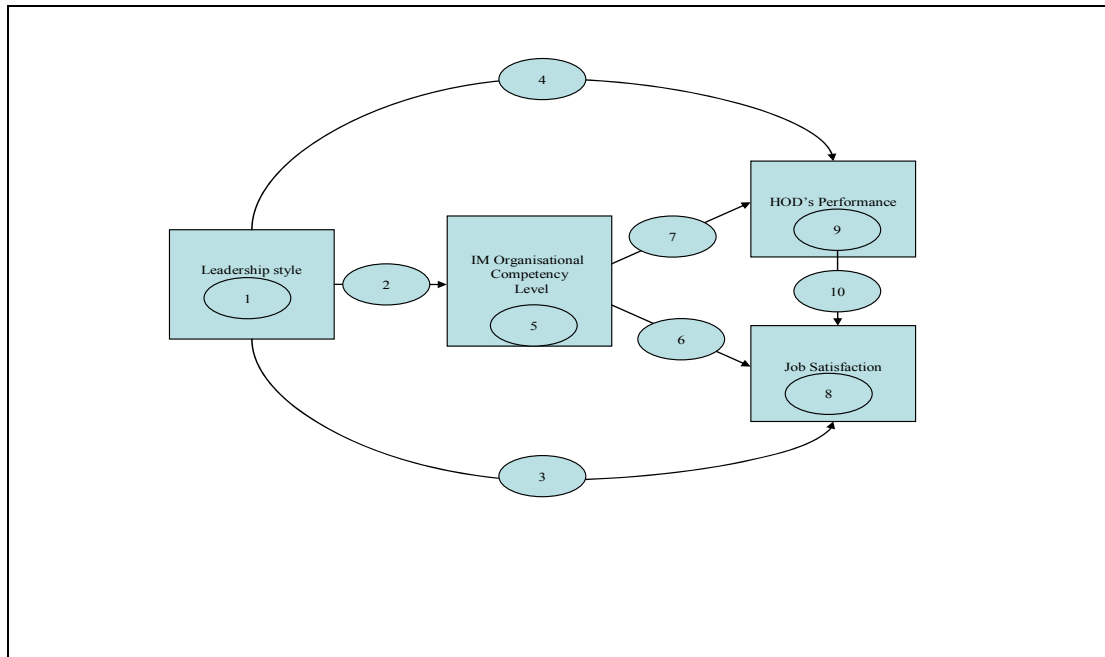 4
HOD's Performance
9
7
Leadership style
1
2
IM Organisational
Competency
Level
5
10
6
Job Satisfaction
8
3